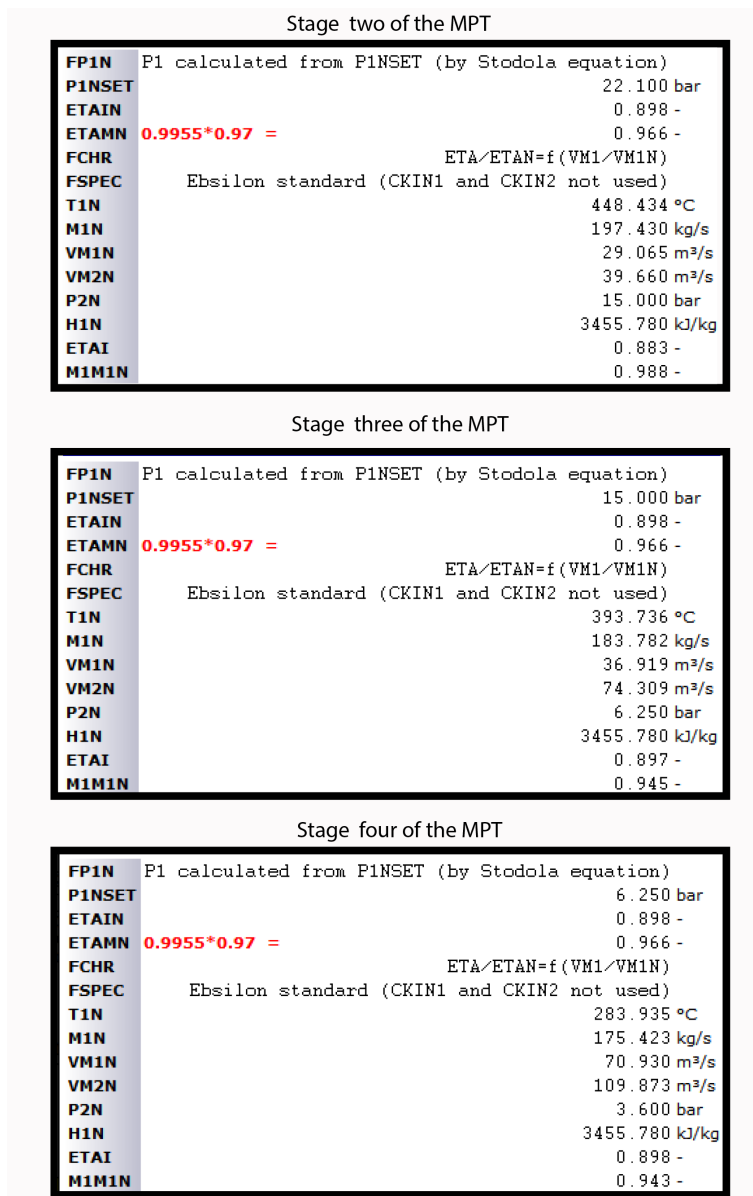 Stage two of the MPT
FP1N P1 calculated from P1NSET (by Stodola equation)
P1NSET 22.100 bar
ETAIN 0.898 -
ETAMN 0.9955*0.97 = 0.966 -
FCHR ETA/ETAN=f(VM1/VM1N)
FSPEC Ebsilon standard (CKIN1 and CKIN2 not used)
T1N 448.434 °C
M1N 197.430 kg/s
VM1N 29.065 m³/s
VM2N 39.660 m³/s
P2N 15.000 bar
H1N 3455.780 kJ/kg
ETAI 0.883 -
M1M1N 0.988 -
Stage three of the MPT
FP1N P1 calculated from P1NSET (by Stodola equation)
P1NSET 15.000 bar
ETAIN 0.898 -
ETAMN 0.9955*0.97 = 0.966 -
FCHR ETA/ETAN=f(VM1/VM1N)
FSPEC Ebsilon standard (CKIN1 and CKIN2 not used)
T1N 393.736 °C
M1N 183.782 kg/s
VM1N 36.919 m³/s
VM2N 74.309 m³/s
P2N 6.250 bar
H1N 3455.780 kJ/kg
ETAI 0.897 -
M1M1N 0.945 -
Stage four of the MPT
FP1N P1 calculated from P1NSET (by Stodola equation)
P1NSET 6.250 bar
ETAIN 0.898 -
ETAMN 0.9955*0.97 = 0.966 -
FCHR ETA/ETAN=f(VM1/VM1N)
FSPEC Ebsilon standard (CKIN1 and CKIN2 not used)
T1N 283.935 °C
M1N 175.423 kg/s
VM1N 70.930 m³/s
VM2N 109.873 m³/s
P2N 3.600 bar
H1N 3455.780 kJ/kg
ETAI 0.898 -
M1M1N 0.943 -